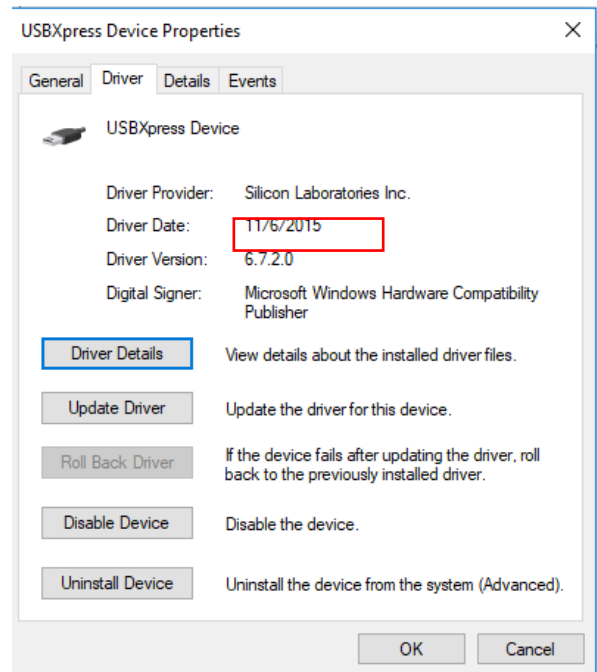 USBXpress Device Properties
General Driver Details Events
USBXpress Device
Driver Provider: Silicon Laboratories Inc.
Driver Date: 11/6/2015
Driver Version: 6.7.2.0
Digital Signer: Microsoft Windows Hardware Compatibility
Publisher
Driver Details View details about the installed driver files.
Update Driver Update the driver for this device.
Roll Back Driver If the device fails after updating the driver, roll
back to the previously installed driver.
Disable Device Disable the device.
Uninstall Device Uninstall the device from the system (Advanced).
OK Cancel